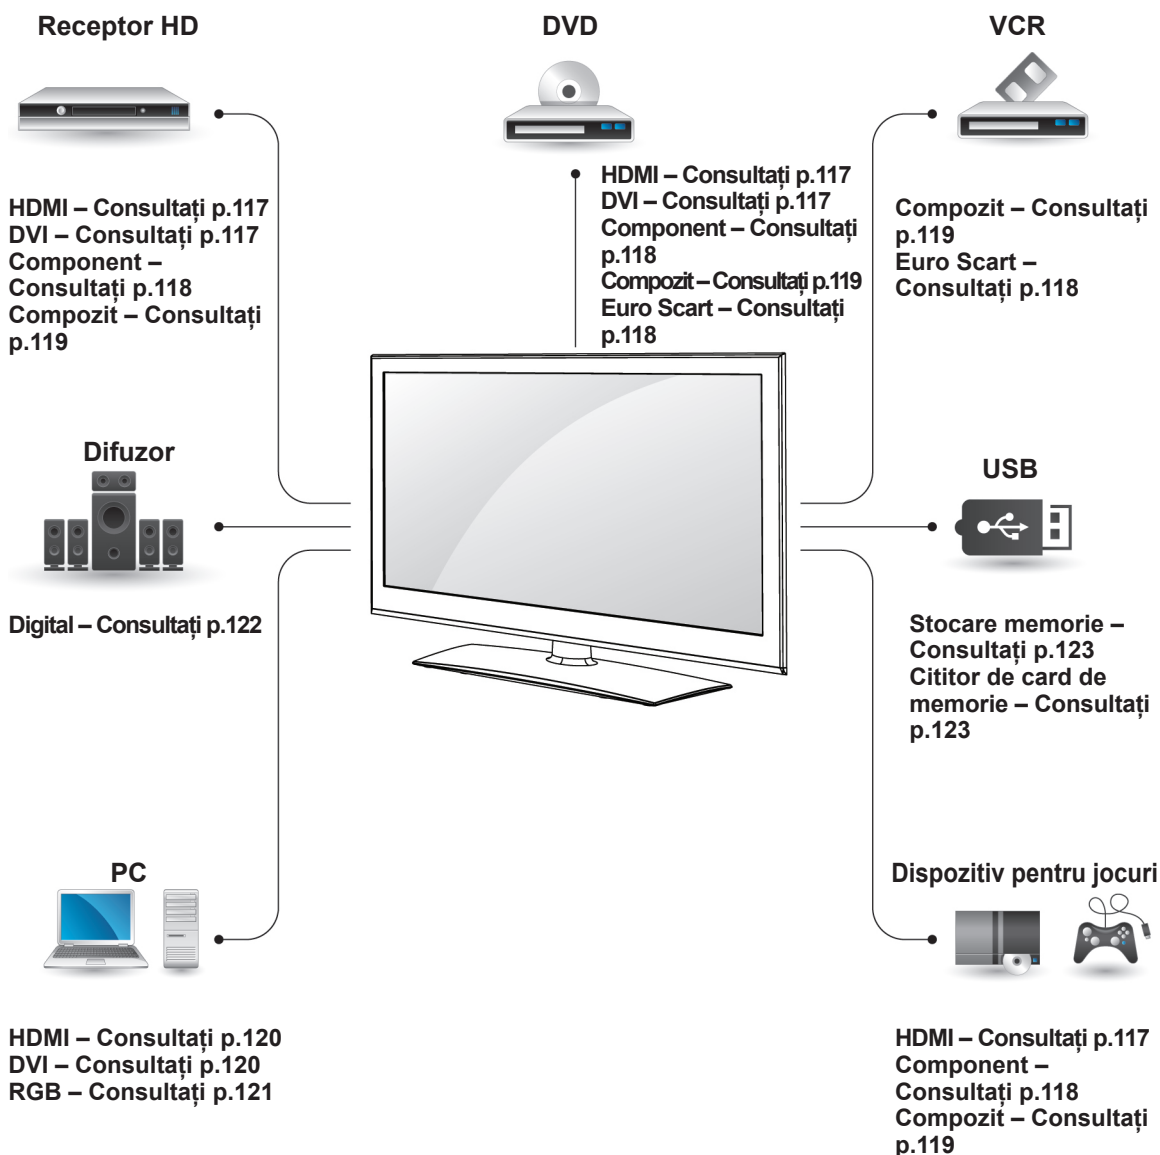 Receptor HD
HDMI – Consultați p.117
DVI – Consultați p.117
Component –
Consultați p.118
Compozit – Consultați
p.119
DVD
HDMI – Consultați p.117
DVI – Consultați p.117
Component – Consultați
p.118
Compozit – Consultați p.119
Euro Scart – Consultați
p.118
VCR
Compozit – Consultați
p.119
Euro Scart –
Consultați p.118
Difuzor
Digital – Consultați p.122
USB
Stocare memorie –
Consultați p.123
Cititor de card de
memorie – Consultați
p.123
PC
HDMI – Consultați p.120
DVI – Consultați p.120
RGB – Consultați p.121
Dispozitiv pentru jocuri
HDMI – Consultați p.117
Component –
Consultați p.118
Compozit – Consultați
p.119